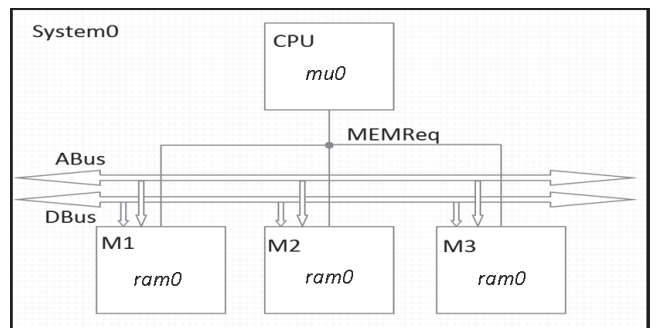 System0
CPU
mu0
MEMReq
ABus
DBus
M1
ram0
M2
ram0
M3
ram0